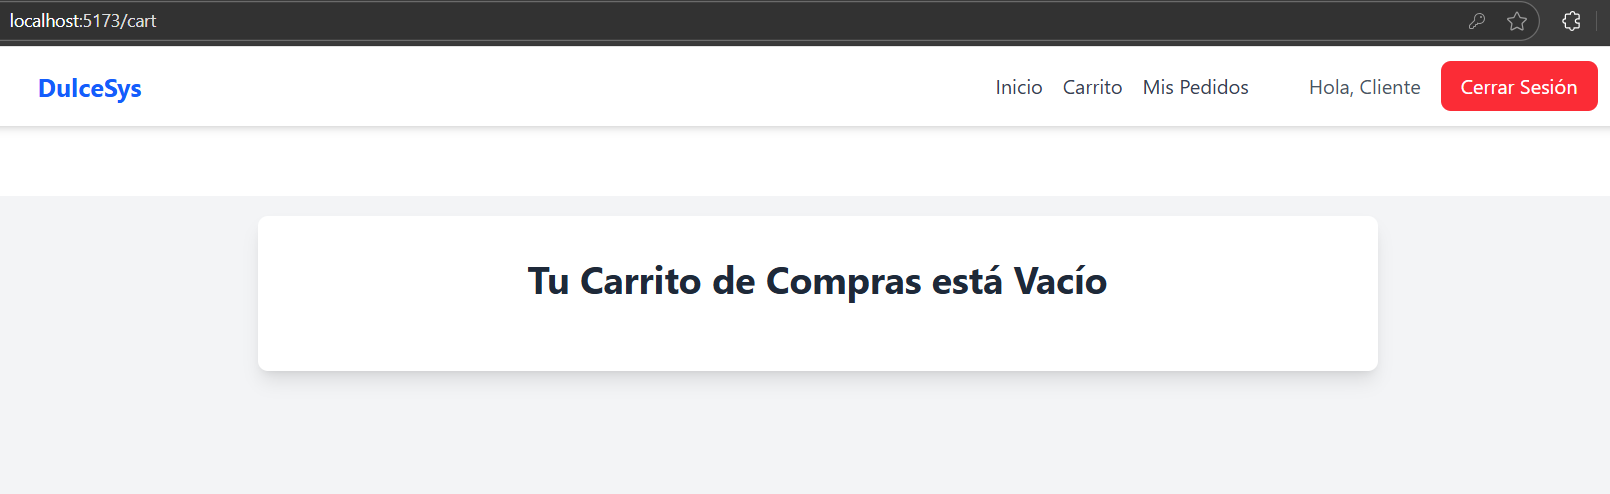 localhost:5173/cart
DulceSys
Inicio
Carrito
Mis Pedidos
Hola, Cliente
Cerrar Sesión
Tu Carrito de Compras está Vacío